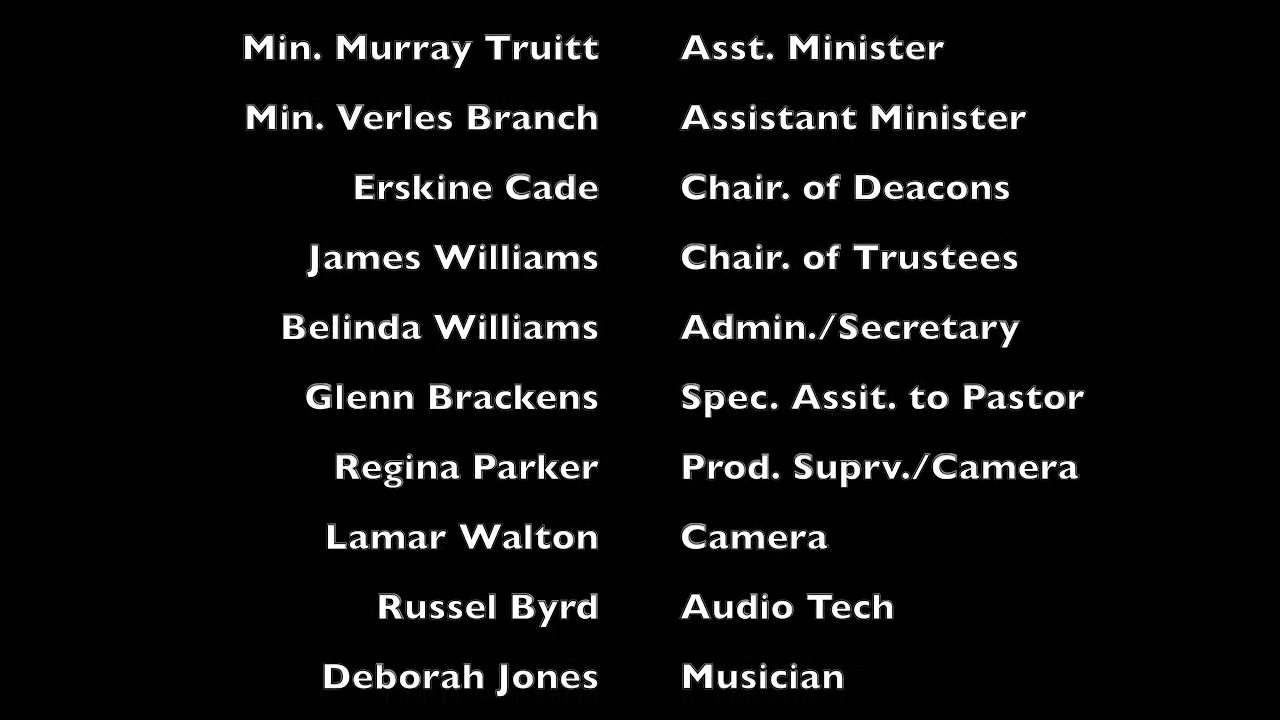 Min. Murray Truitt Asst. Minister
Min. Verles Branch Assistant Minister
Erskine Cade Chair. of Deacons
James Williams Chair. of Trustees
Belinda Williams Admin./Secretary
Glenn Brackens Spec. Assit. to Pastor
Regina Parker Prod. Suprv./Camera
Lamar Walton Camera
Russel Byrd Audio Tech
Deborah Jones Musician